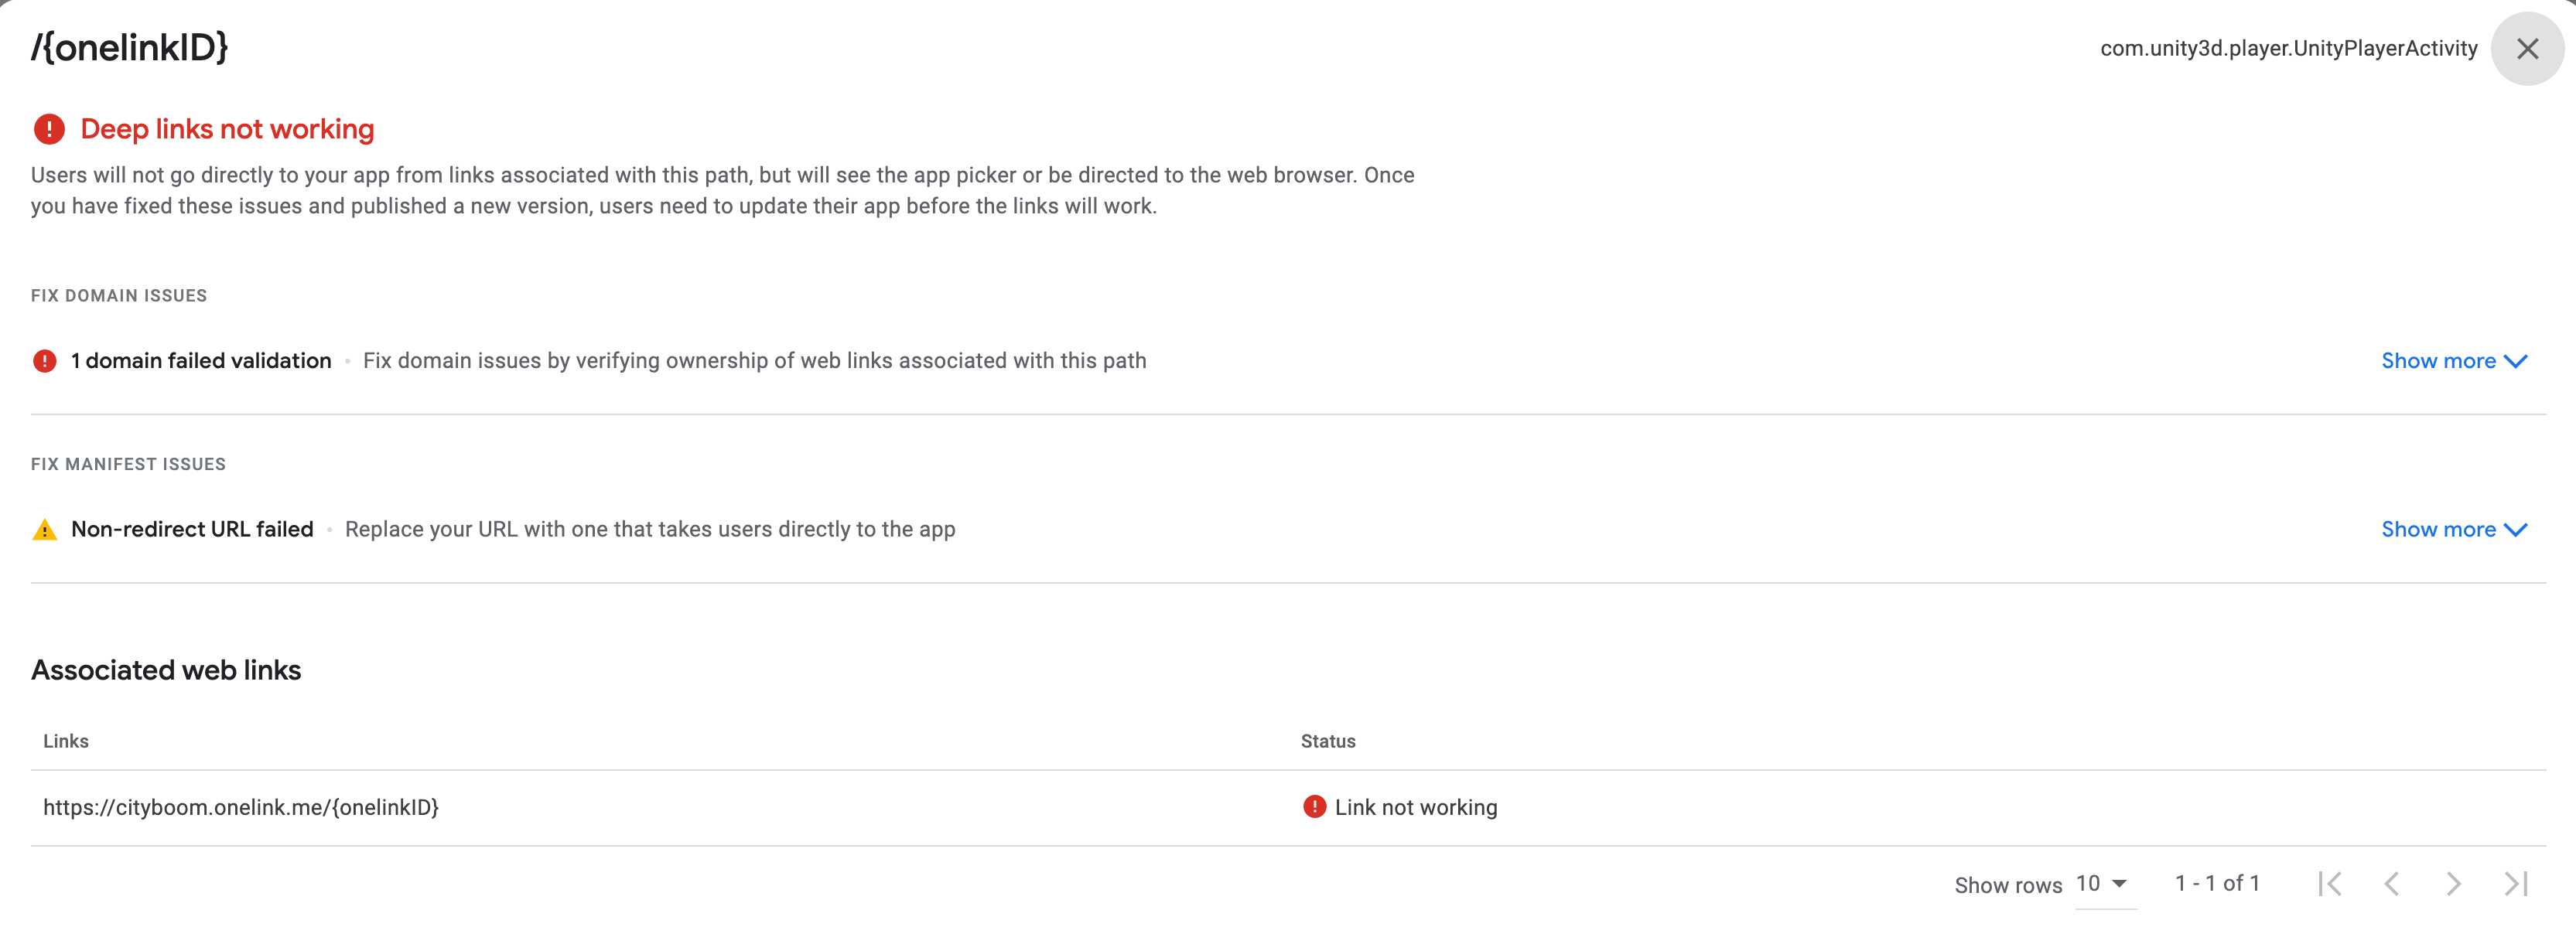 /{onelinkID}
com.unity3d.player.UnityPlayerActivity
Deep links not working
Users will not go directly to your app from links associated with this path, but will see the app picker or be directed to the web browser. Once
you have fixed these issues and published a new version, users need to update their app before the links will work.
FIX DOMAIN ISSUES
1 domain failed validation • Fix domain issues by verifying ownership of web links associated with this path
Show more
FIX MANIFEST ISSUES
Non-redirect URL failed • Replace your URL with one that takes users directly to the app
Show more
Associated web links
Links Status
https://cityboom.onelink.me/{onelinkID} Link not working
Show rows 10 1 - 1 of 1